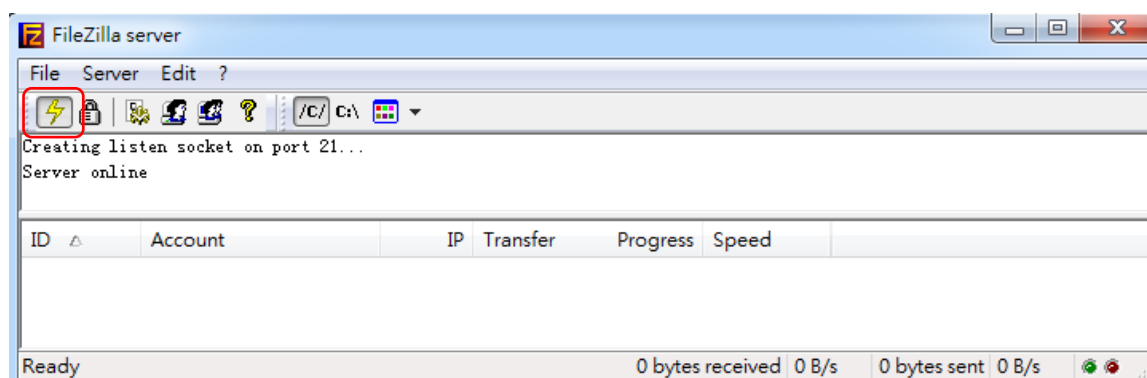 FileZilla server
File Server Edit ?
/C/ C:\
Creating listen socket on port 21...
Server online
ID Account IP Transfer Progress Speed
Ready 0 bytes received 0 B/s 0 bytes sent 0 B/s